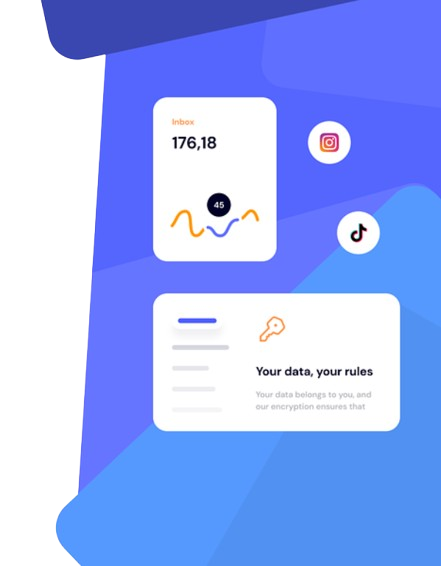 Inbox
176,18
45
Your data, your rules
Your data belongs to you, and
our encryption ensures that